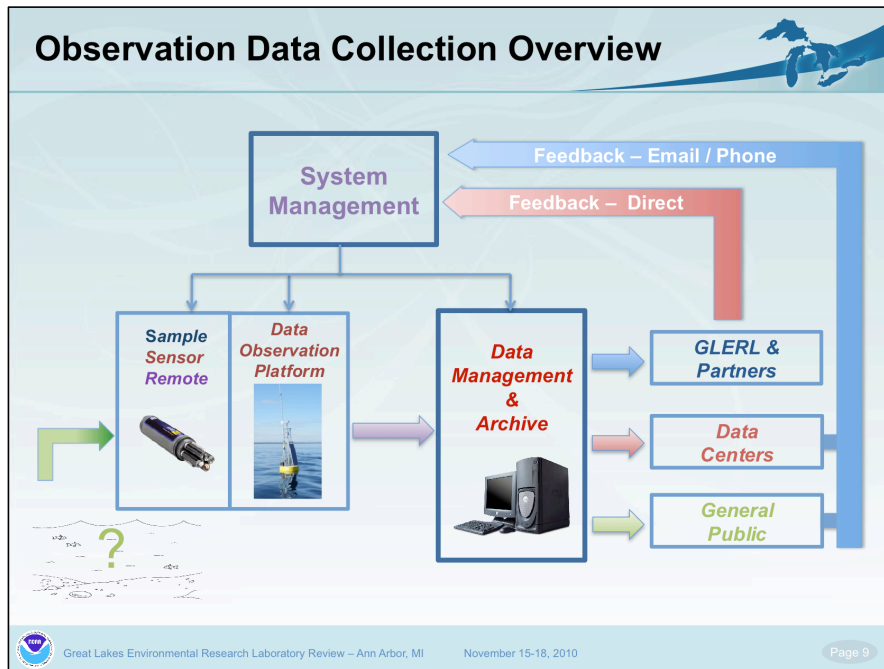 Observation Data Collection Overview
System
Management
Feedback – Email / Phone
Feedback – Direct
Sample
Sensor
Remote
Data
Observation
Platform
Data
Management
&
Archive
GLERL &
Partners
Data
Centers
General
Public
?
NOAA
Great Lakes Environmental Research Laboratory Review – Ann Arbor, MI
November 15-18, 2010
Page 9